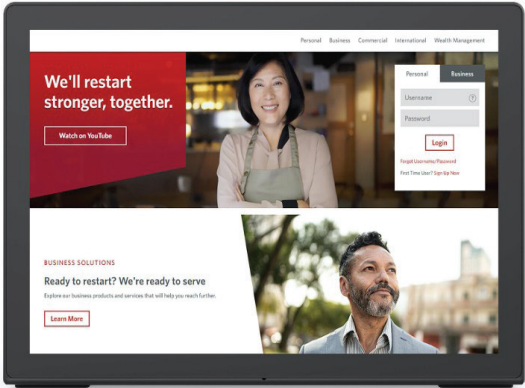 Personal Business Commercial International Wealth Management
We'll restart
stronger, together.
Watch on YouTube
Personal Business
Username
Password
Login
Forgot Username/Password
First Time User? Sign Up Now
BUSINESS SOLUTIONS
Ready to restart? We're ready to serve
Explore our business products and services that will help you reach further.
Learn More